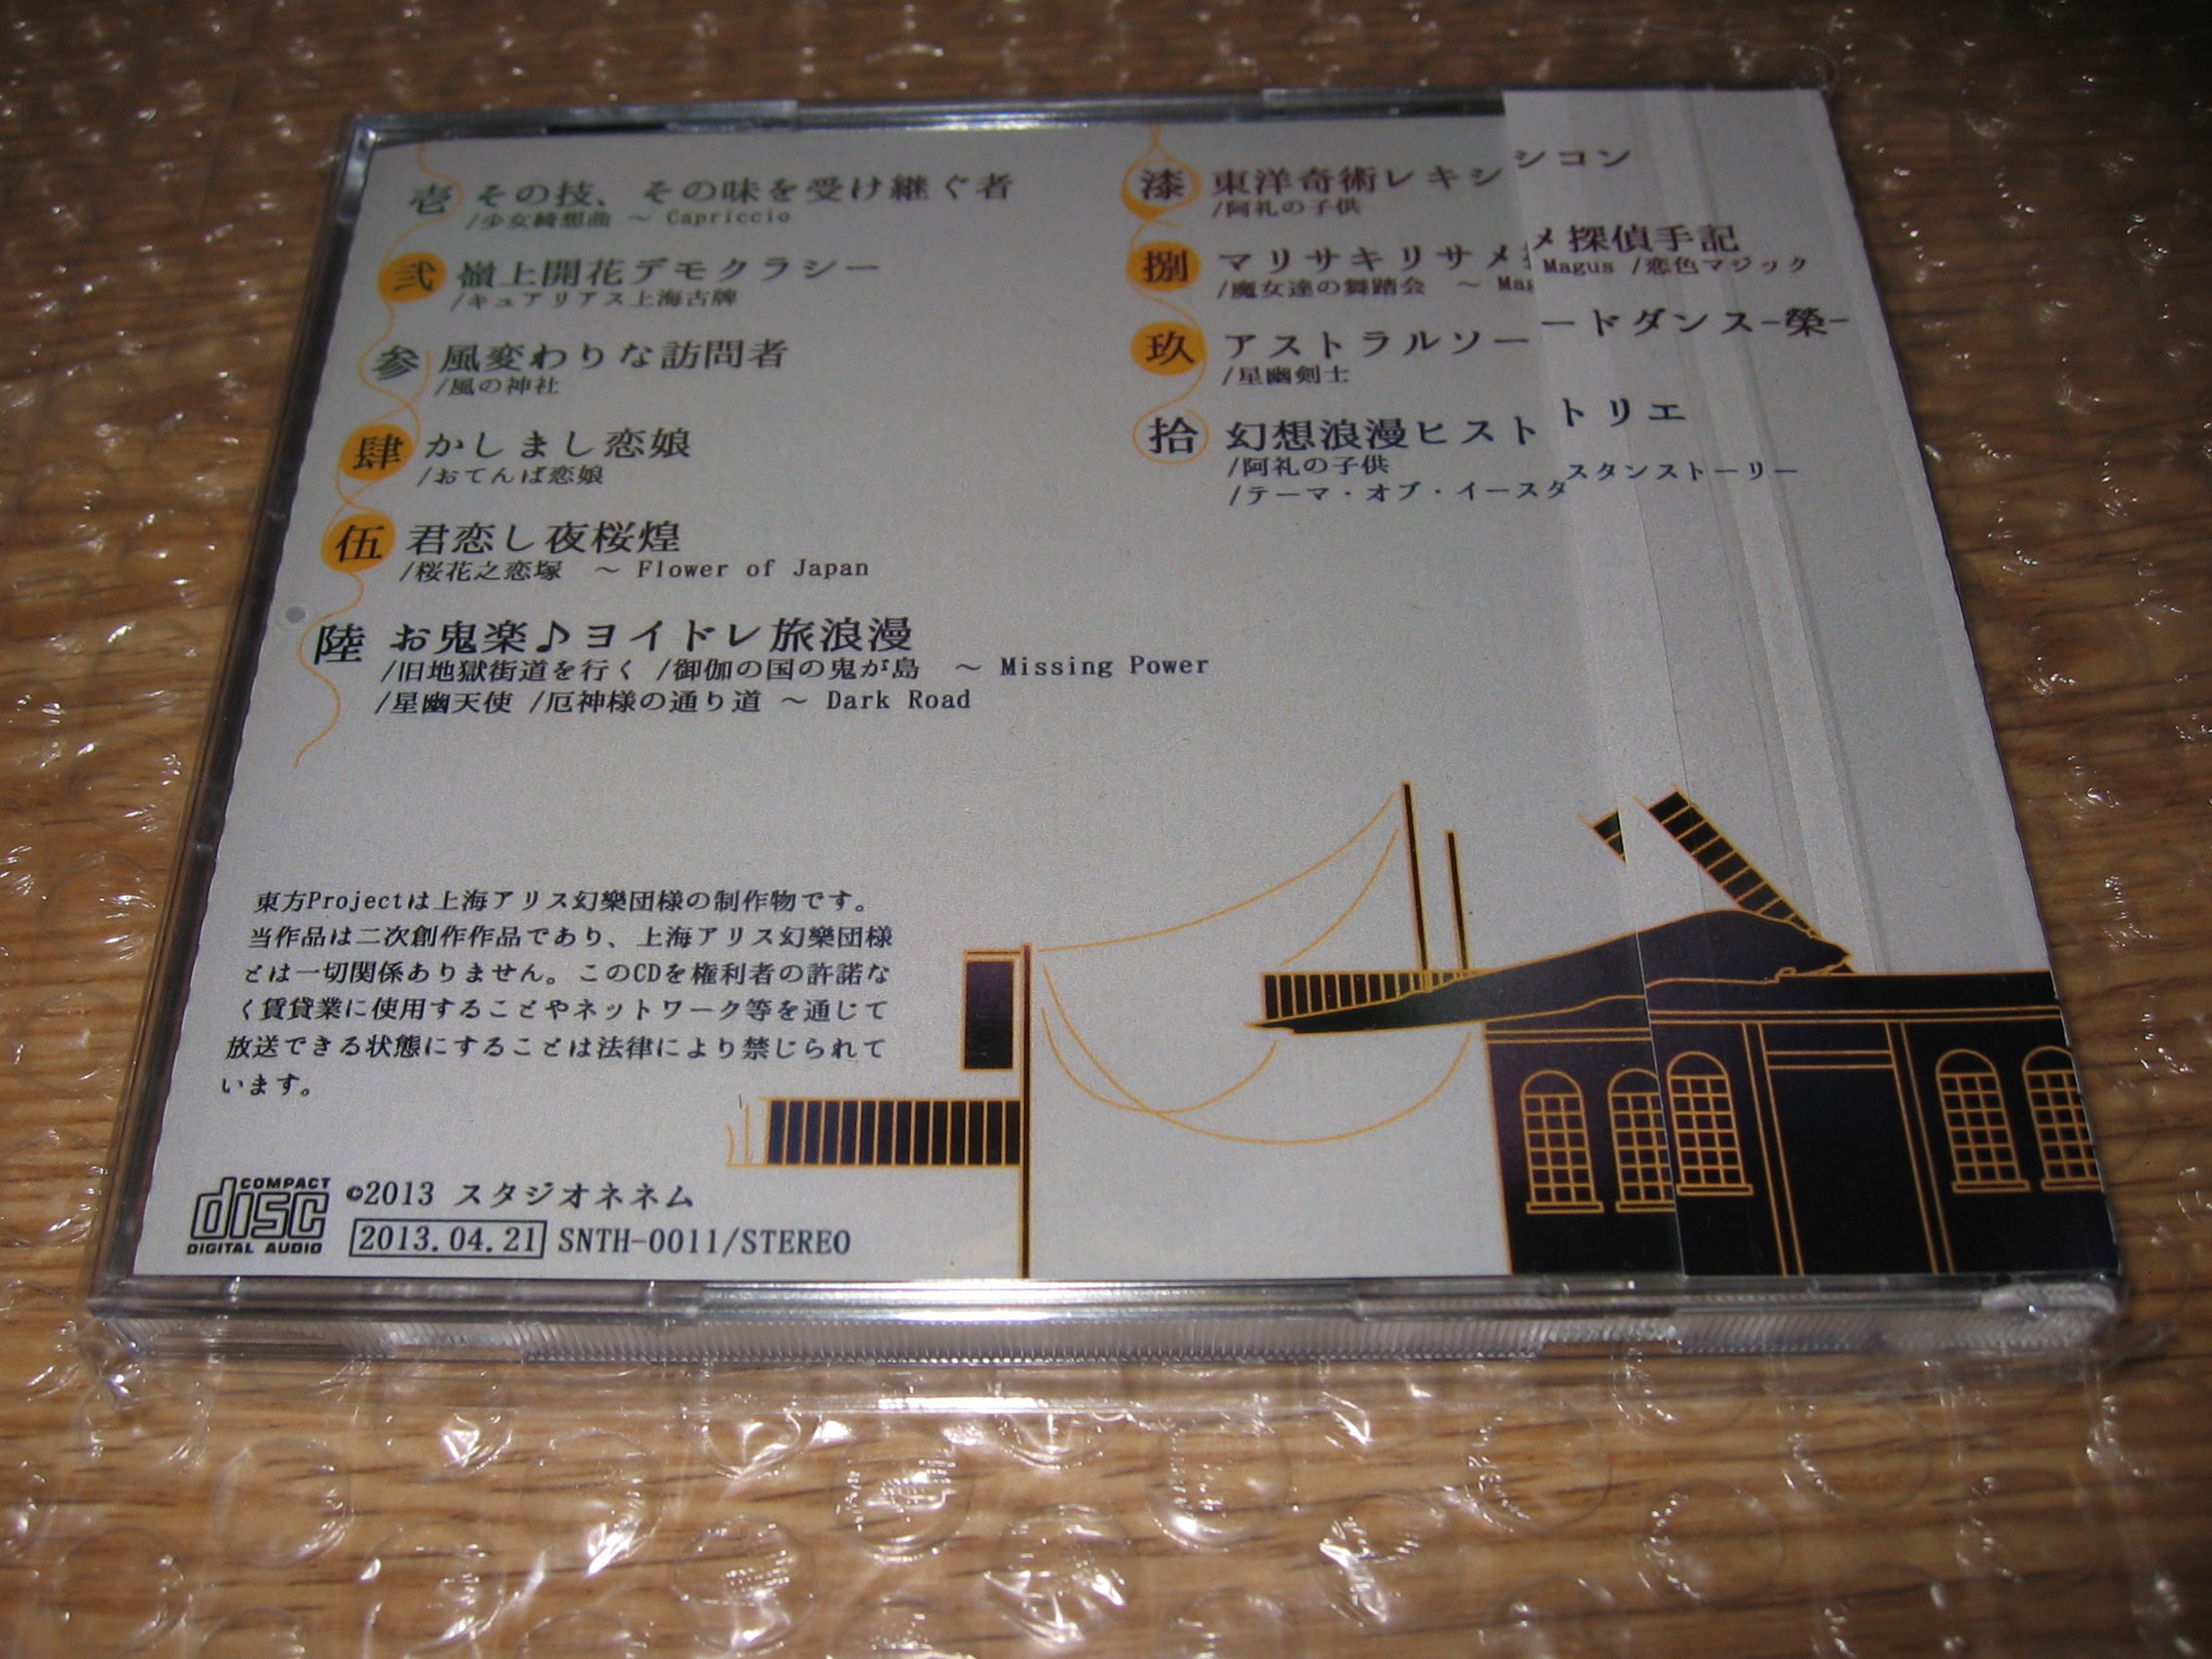 壱 その技、その味を受け継ぐ者
/少女綺想曲 ～ Capriccio
弐 嶺上開花デモクラシー
/キュアリアス上海古牌
参 風変わりな訪問者
/風の神社
肆 かしまし恋娘
/おてんば恋娘
伍 君恋し夜桜煌
/桜花之恋塚 ～ Flower of Japan
陸 お鬼楽♪ヨイドレ旅浪漫
/旧地獄街道を行く /御伽の国の鬼が島 ～ Missing Power
/星幽天使 /厄神様の通り道 ～ Dark Road
漆 東洋奇術レキシコン
/阿礼の子供
捌 マリサキリサメ探偵手記
/魔女達の舞踏会 ～ Magus /恋色マジック
玖 アストラルソードダンス-榮-
/星幽剣士
拾 幻想浪漫ヒストリエ
/阿礼の子供
/テーマ・オブ・イースタンストーリー
東方Projectは上海アリス幻樂団様の制作物です。
当作品は二次創作作品であり、上海アリス幻樂団様
とは一切関係ありません。このCDを権利者の許諾な
く賃貸業に使用することやネットワーク等を通じて
放送できる状態にすることは法律により禁じられて
います。
COMPACT
disc
DIGITAL AUDIO
©2013 スタジオネネム
2013.04.21 SNTH-0011/STEREO